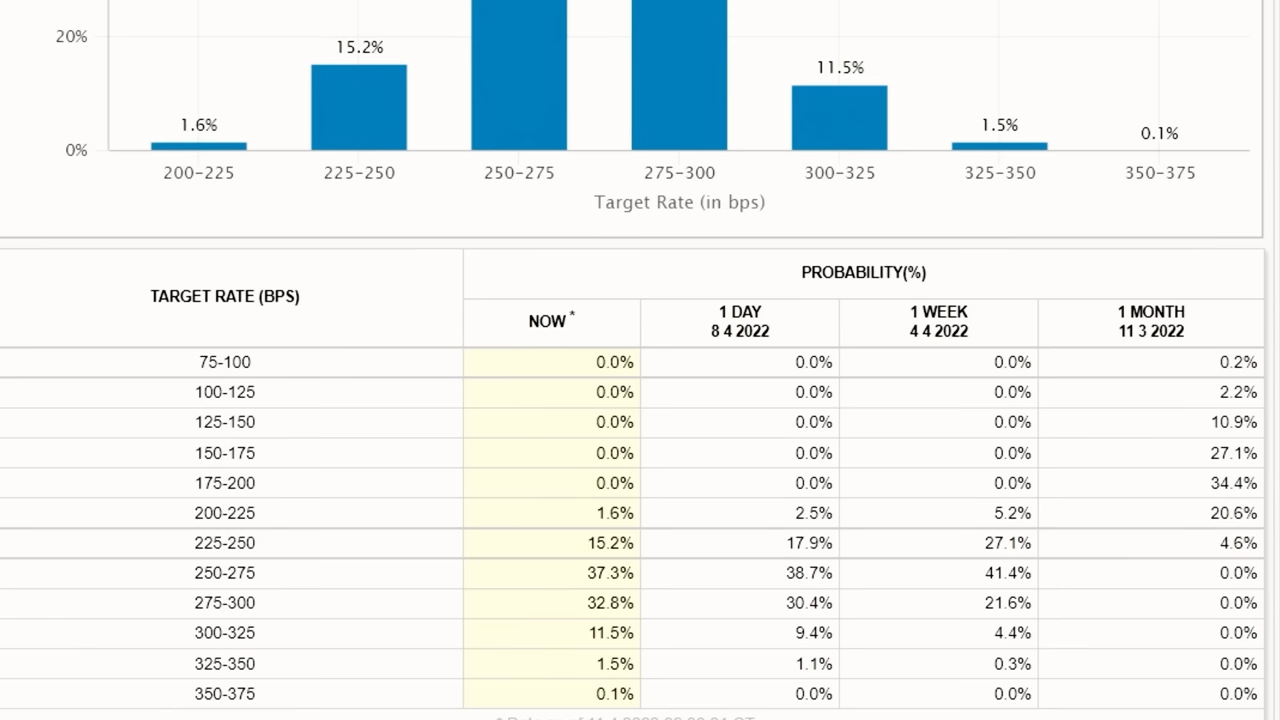 20%
15.2%
11.5%
1.6%
1.5%
0.1%
0%
200-225 225-250 250-275 275-300 300-325 325-350 350-375
Target Rate (in bps)
TARGET RATE (BPS)
PROBABILITY(%)
NOW *
1 DAY
8 4 2022
1 WEEK
4 4 2022
1 MONTH
11 3 2022
75-100 0.0% 0.0% 0.0% 0.2%
100-125 0.0% 0.0% 0.0% 2.2%
125-150 0.0% 0.0% 0.0% 10.9%
150-175 0.0% 0.0% 0.0% 27.1%
175-200 0.0% 0.0% 0.0% 34.4%
200-225 1.6% 2.5% 5.2% 20.6%
225-250 15.2% 17.9% 27.1% 4.6%
250-275 37.3% 38.7% 41.4% 0.0%
275-300 32.8% 30.4% 21.6% 0.0%
300-325 11.5% 9.4% 4.4% 0.0%
325-350 1.5% 1.1% 0.3% 0.0%
350-375 0.1% 0.0% 0.0% 0.0%